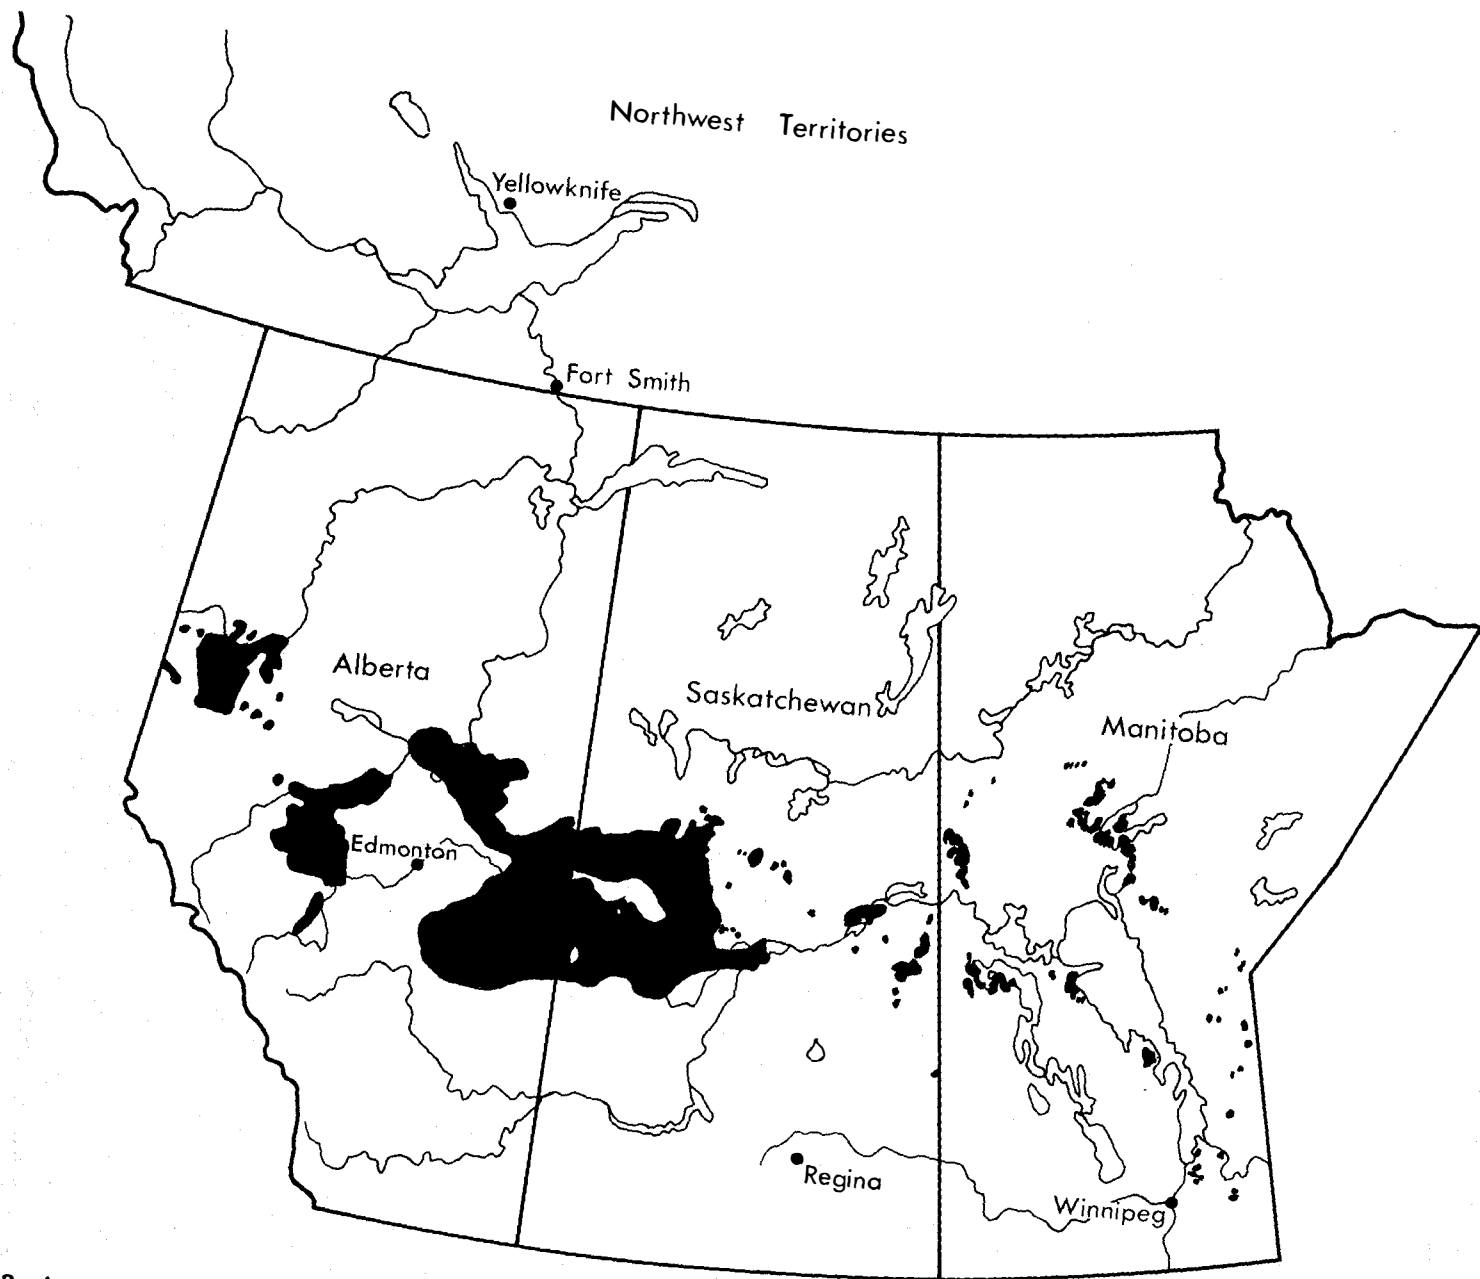 Northwest Territories
Yellowknife
Fort Smith
Alberta
Saskatchewan
Manitoba
Edmonton
Regina
Winnipeg